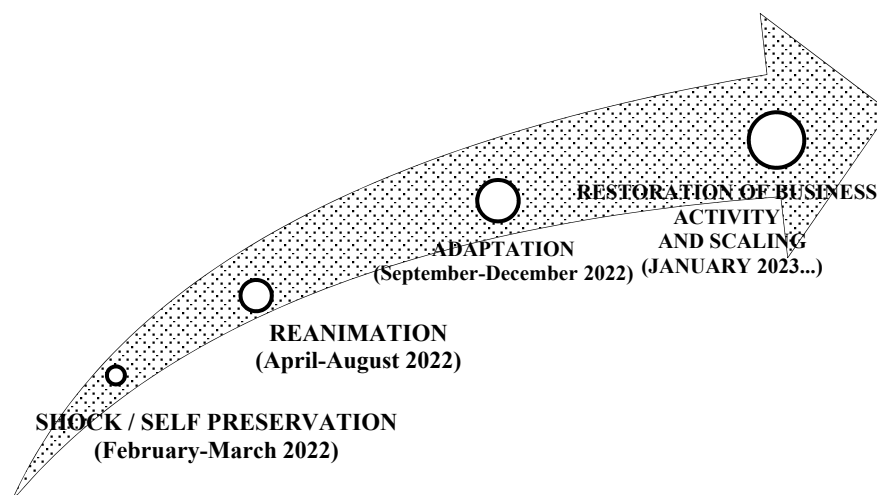 RESTORATION OF BUSINESS
ACTIVITY
AND SCALING
(JANUARY 2023...)
ADAPTATION
(September-December 2022)
REANIMATION
(April-August 2022)
SHOCK / SELF PRESERVATION
(February-March 2022)